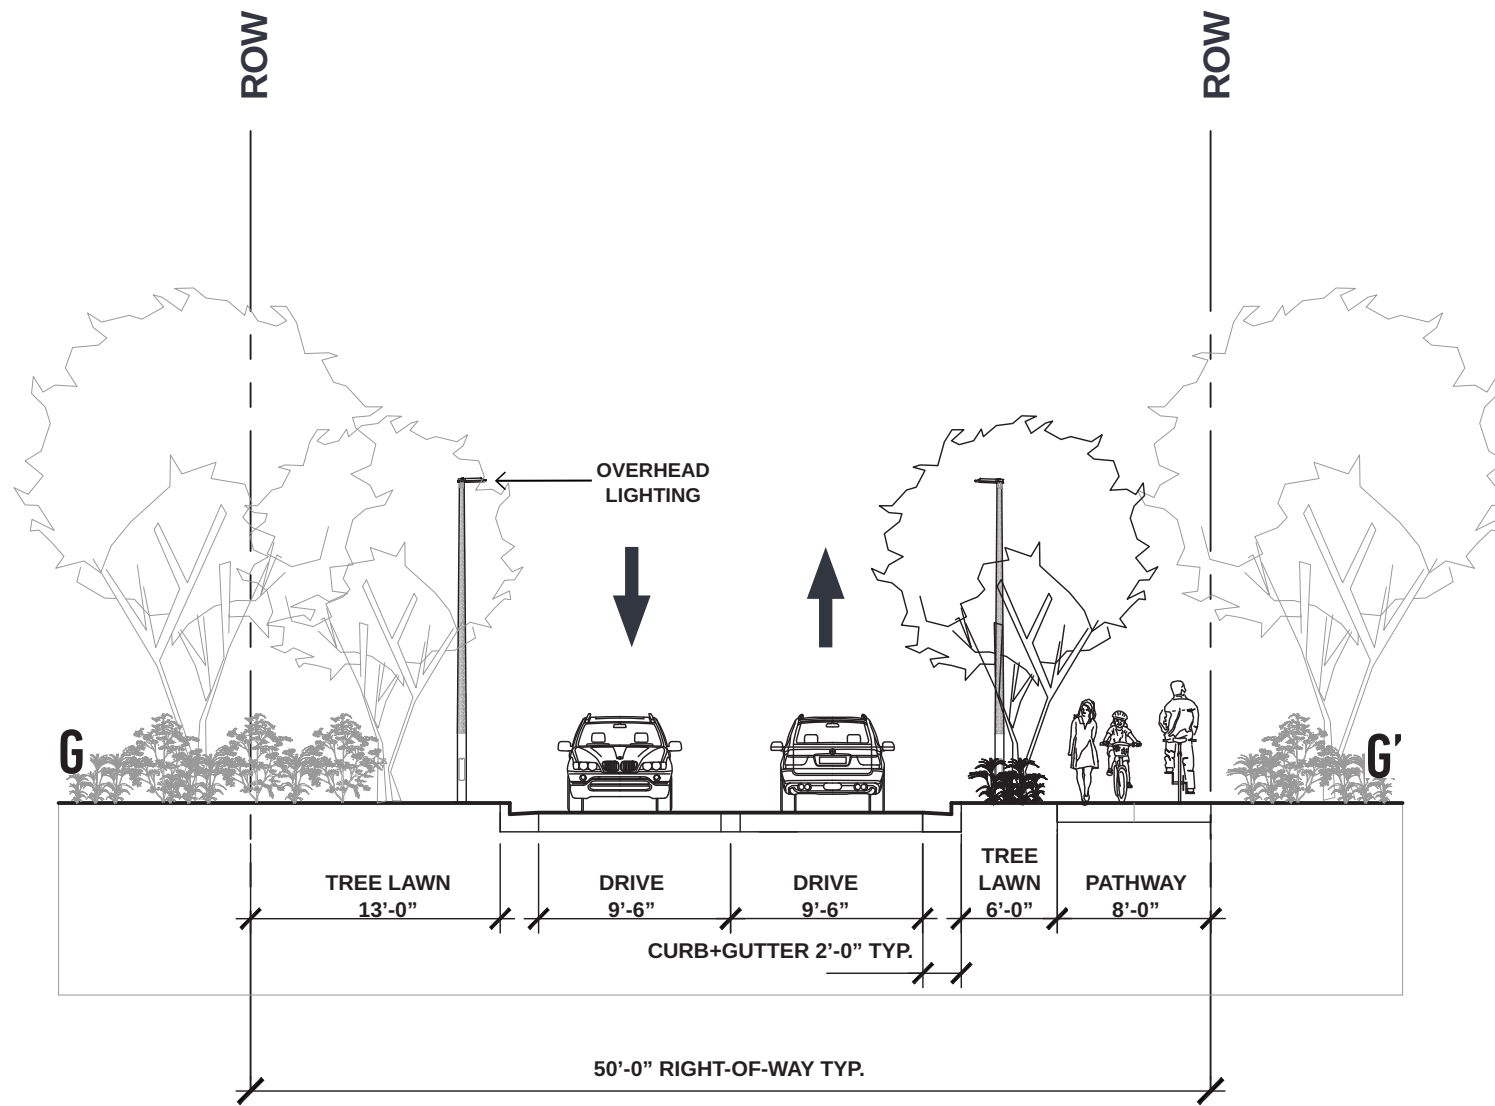 ROW
ROW
OVERHEAD
LIGHTING
G
G’
TREE LAWN
13’-0”
DRIVE
9’-6”
DRIVE
9’-6”
TREE
LAWN
6’-0”
PATHWAY
8’-0”
CURB+GUTTER 2’-0” TYP.
50’-0” RIGHT-OF-WAY TYP.